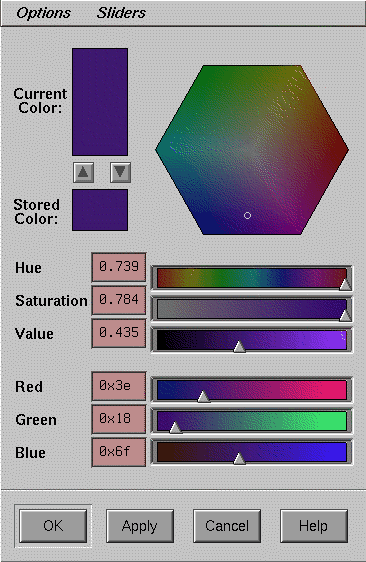 Options Sliders
Current
Color:
Stored
Color:
Hue 0.739
Saturation 0.784
Value 0.435
Red 0x3e
Green 0x18
Blue 0x6f
OK Apply Cancel Help